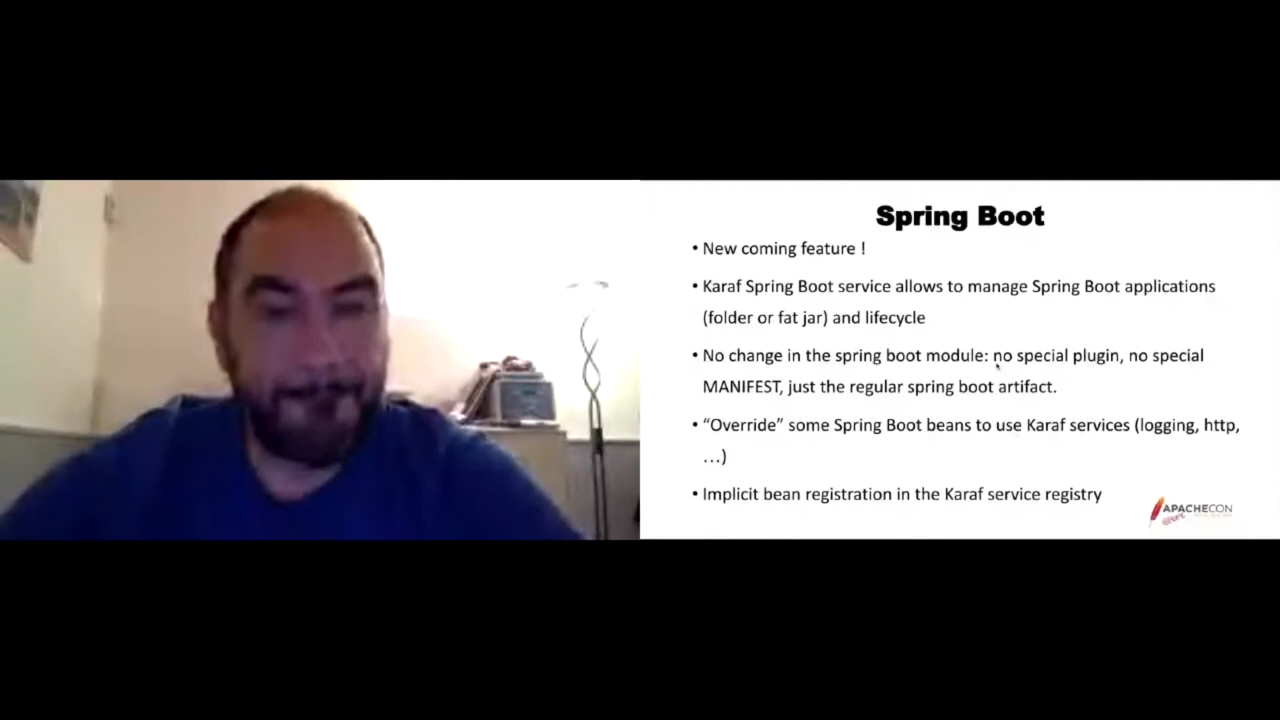 Spring Boot
• New coming feature !
• Karaf Spring Boot service allows to manage Spring Boot applications
(folder or fat jar) and lifecycle
• No change in the spring boot module: no special plugin, no special
MANIFEST, just the regular spring boot artifact.
• “Override” some Spring Boot beans to use Karaf services (logging, http,
…)
• Implicit bean registration in the Karaf service registry
APACHECON
@Home